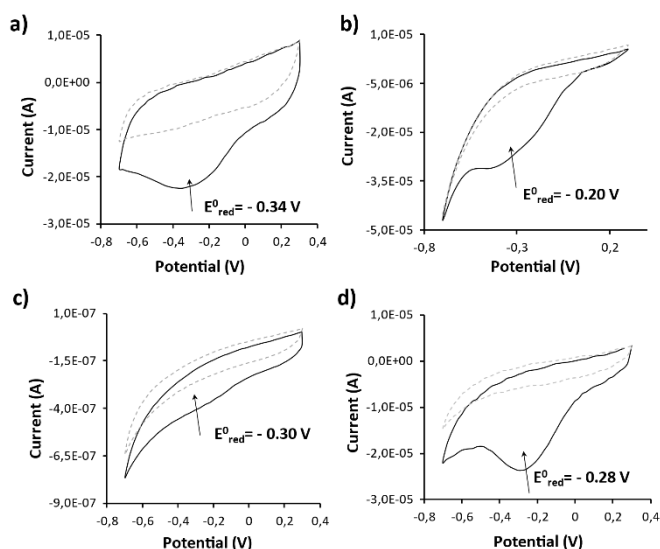 a)
1,0E-05
0,0E+00
-1,0E-05
-2,0E-05
-3,0E-05
Current (A)
E⁰red= - 0.34 V
-0,8 -0,6 -0,4 -0,2 0 0,2 0,4
Potential (V)
b)
1,0E-05
-5,0E-06
-2,0E-05
-3,5E-05
-5,0E-05
Current (A)
E⁰red= - 0.20 V
-0,8 -0,3 0,2
Potential (V)
c)
1,0E-07
-1,5E-07
-4,0E-07
-6,5E-07
-9,0E-07
Current (A)
E⁰red= - 0.30 V
-0,8 -0,6 -0,4 -0,2 0 0,2 0,4
Potential (V)
d)
1,0E-05
0,0E+00
-1,0E-05
-2,0E-05
-3,0E-05
Current (A)
E⁰red= - 0.28 V
-0,8 -0,6 -0,4 -0,2 0 0,2 0,4
Potential (V)